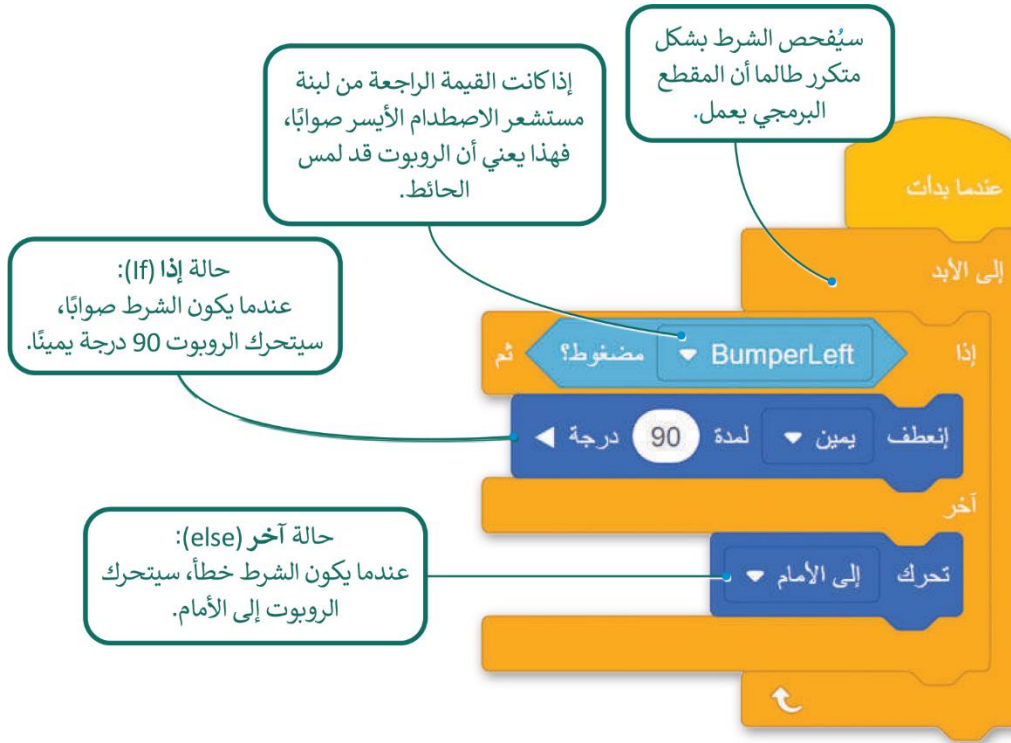 سيُفحص الشرط بشكل
متكرر طالما أن المقطع
البرمجي يعمل.
إذا كانت القيمة الراجعة من لبنة
مستشعر الاصطدام الأيسر صوابًا،
فهذا يعني أن الروبوت قد لمس
الحائط.
حالة إذا (If):
عندما يكون الشرط صوابًا،
سيتحرك الروبوت 90 درجة يمينًا.
حالة آخر (else):
عندما يكون الشرط خطأ، سيتحرك
الروبوت إلى الأمام.
عندما بدأت
إلى الأبد
إذا BumperLeft مضغوط؟ ثم
إنعطف يمين لمدة 90 درجة
آخر
تحرك إلى الأمام